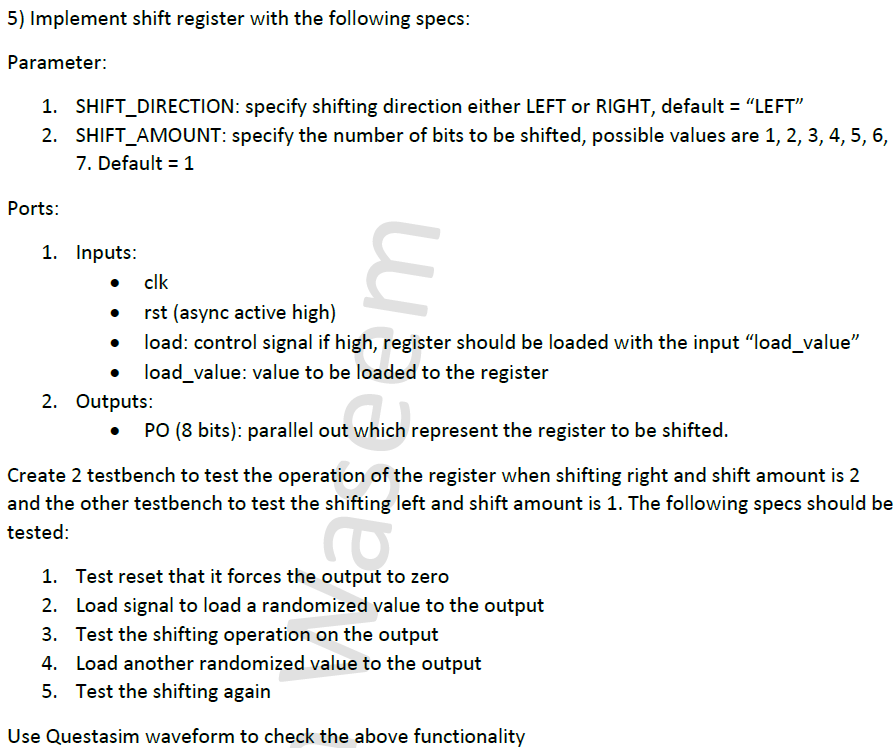 5) Implement shift register with the following specs:
Parameter:
1. SHIFT_DIRECTION: specify shifting direction either LEFT or RIGHT, default = “LEFT”
2. SHIFT_AMOUNT: specify the number of bits to be shifted, possible values are 1, 2, 3, 4, 5, 6,
7. Default = 1
Ports:
1. Inputs:
• clk
• rst (async active high)
• load: control signal if high, register should be loaded with the input “load_value”
• load_value: value to be loaded to the register
2. Outputs:
• PO (8 bits): parallel out which represent the register to be shifted.
Create 2 testbench to test the operation of the register when shifting right and shift amount is 2
and the other testbench to test the shifting left and shift amount is 1. The following specs should be
tested:
1. Test reset that it forces the output to zero
2. Load signal to load a randomized value to the output
3. Test the shifting operation on the output
4. Load another randomized value to the output
5. Test the shifting again
Use Questasim waveform to check the above functionality
Waseem